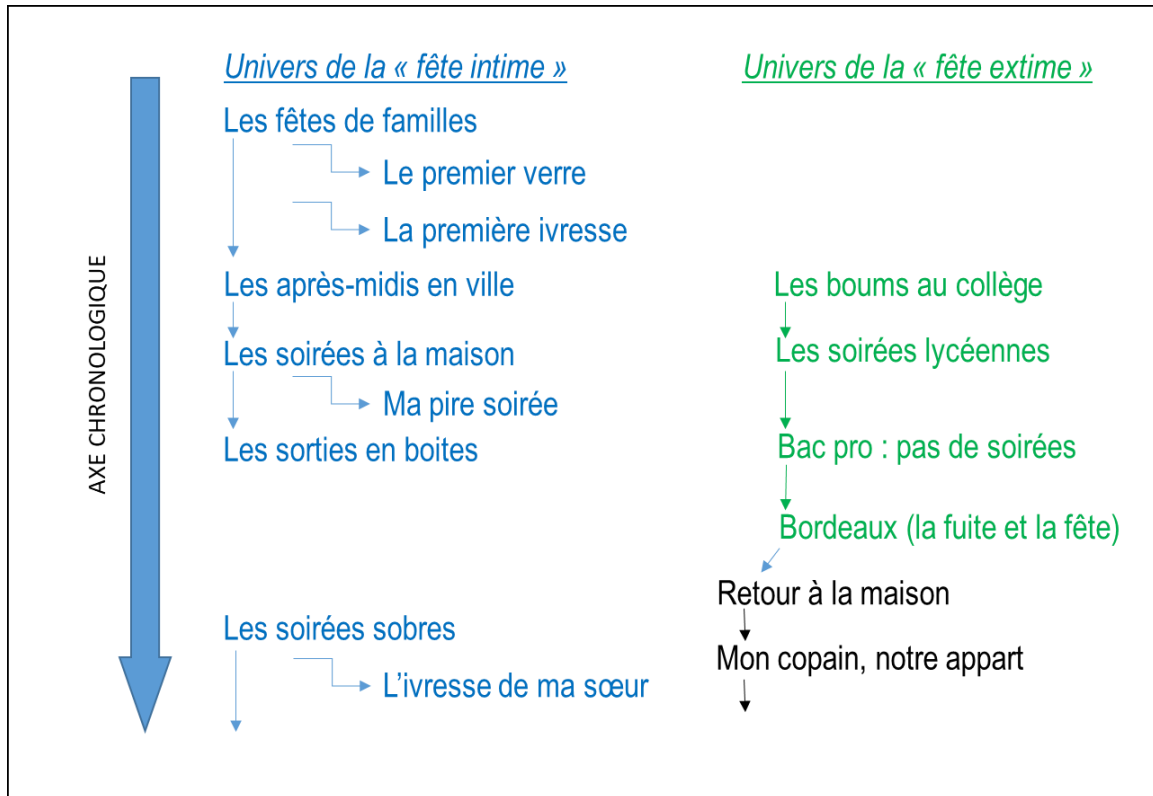 AXE CHRONOLOGIQUE
Univers de la « fête intime »
Les fêtes de familles
Le premier verre
La première ivresse
Les après-midis en ville
Les soirées à la maison
Ma pire soirée
Les sorties en boites
Les soirées sobres
L’ivresse de ma sœur
Univers de la « fête extime »
Les boums au collège
Les soirées lycéennes
Bac pro : pas de soirées
Bordeaux (la fuite et la fête)
Retour à la maison
Mon copain, notre appart